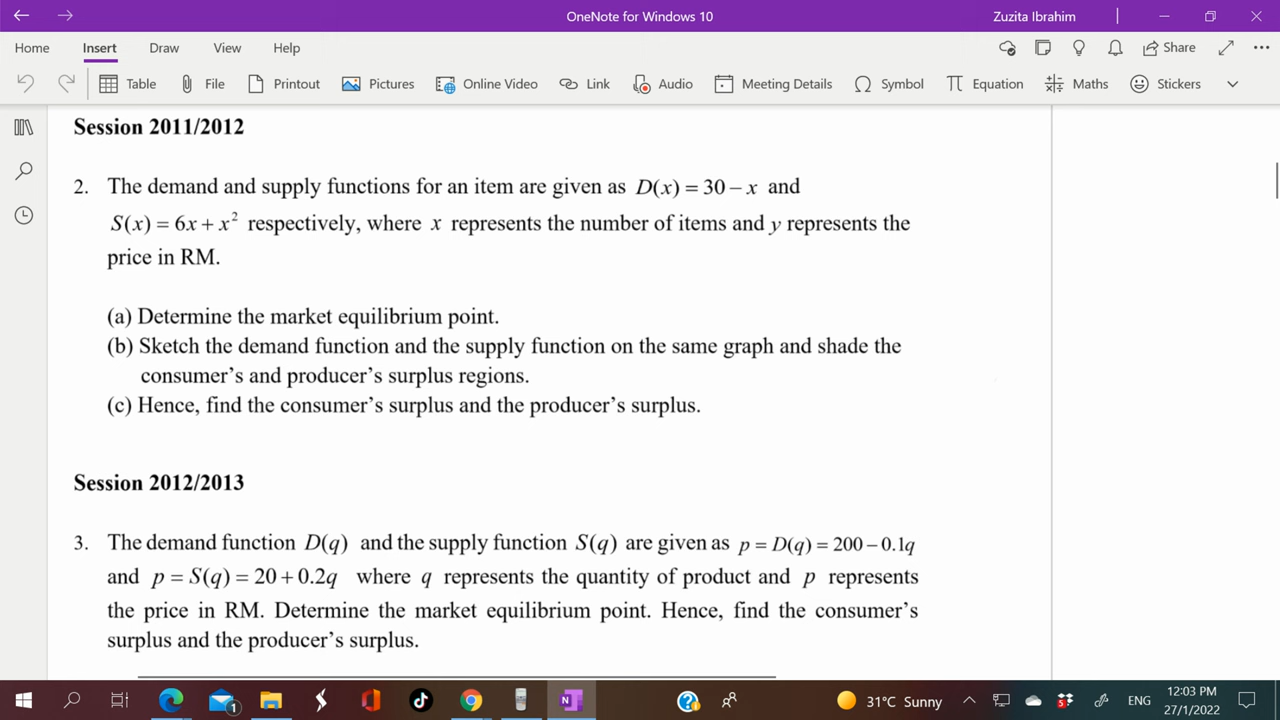 OneNote for Windows 10
Zuzita Ibrahim
Home Insert Draw View Help
Share
Table File Printout Pictures Online Video Link Audio Meeting Details Symbol Equation Maths Stickers
Session 2011/2012
2. The demand and supply functions for an item are given as D(x) = 30 – x and
S(x) = 6x + x² respectively, where x represents the number of items and y represents the
price in RM.
(a) Determine the market equilibrium point.
(b) Sketch the demand function and the supply function on the same graph and shade the
consumer's and producer's surplus regions.
(c) Hence, find the consumer's surplus and the producer's surplus.
Session 2012/2013
3. The demand function D(q) and the supply function S(q) are given as p = D(q) = 200 – 0.1q
and p = S(q) = 20 + 0.2q where q represents the quantity of product and p represents
the price in RM. Determine the market equilibrium point. Hence, find the consumer's
surplus and the producer's surplus.
31°C Sunny
ENG
12:03 PM
27/1/2022